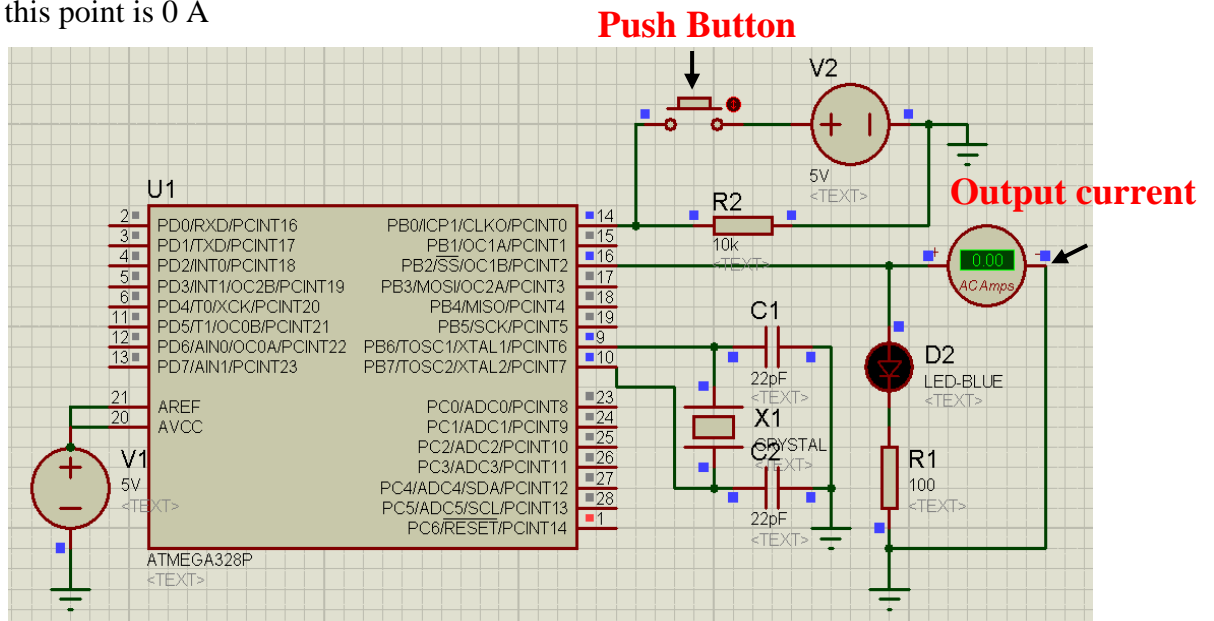 this point is 0 A
Push Button
V2
5V
<TEXT>
Output current
U1
R2
10k
<TEXT>
2 PD0/RXD/PCINT16
3 PD1/TXD/PCINT17
4 PD2/INT0/PCINT18
5 PD3/INT1/OC2B/PCINT19
6 PD4/T0/XCK/PCINT20
11 PD5/T1/OC0B/PCINT21
12 PD6/AIN0/OC0A/PCINT22
13 PD7/AIN1/PCINT23
21 AREF
20 AVCC
PB0/ICP1/CLKO/PCINT0 14
PB1/OC1A/PCINT1 15
PB2/SS/OC1B/PCINT2 16
PB3/MOSI/OC2A/PCINT3 17
PB4/MISO/PCINT4 18
PB5/SCK/PCINT5 19
PB6/TOSC1/XTAL1/PCINT6 9
PB7/TOSC2/XTAL2/PCINT7 10
PC0/ADC0/PCINT8 23
PC1/ADC1/PCINT9 24
PC2/ADC2/PCINT10 25
PC3/ADC3/PCINT11 26
PC4/ADC4/SDA/PCINT12 27
PC5/ADC5/SCL/PCINT13 28
PC6/RESET/PCINT14 1
ATMEGA328P
<TEXT>
V1
5V
<TEXT>
0.00
AC Amps
C1
22pF
<TEXT>
X1
CRYSTAL
<TEXT>
C2
22pF
<TEXT>
D2
LED-BLUE
<TEXT>
R1
100
<TEXT>